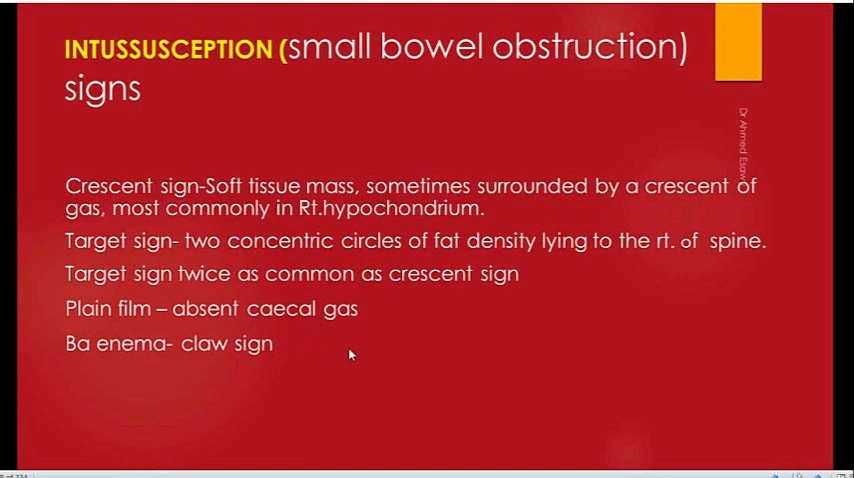 INTUSSUSCEPTION (small bowel obstruction)
signs
Dr Ahmed Esawy
Crescent sign-Soft tissue mass, sometimes surrounded by a crescent of
gas, most commonly in Rt.hypochondrium.
Target sign- two concentric circles of fat density lying to the rt. of spine.
Target sign twice as common as crescent sign
Plain film – absent caecal gas
Ba enema- claw sign